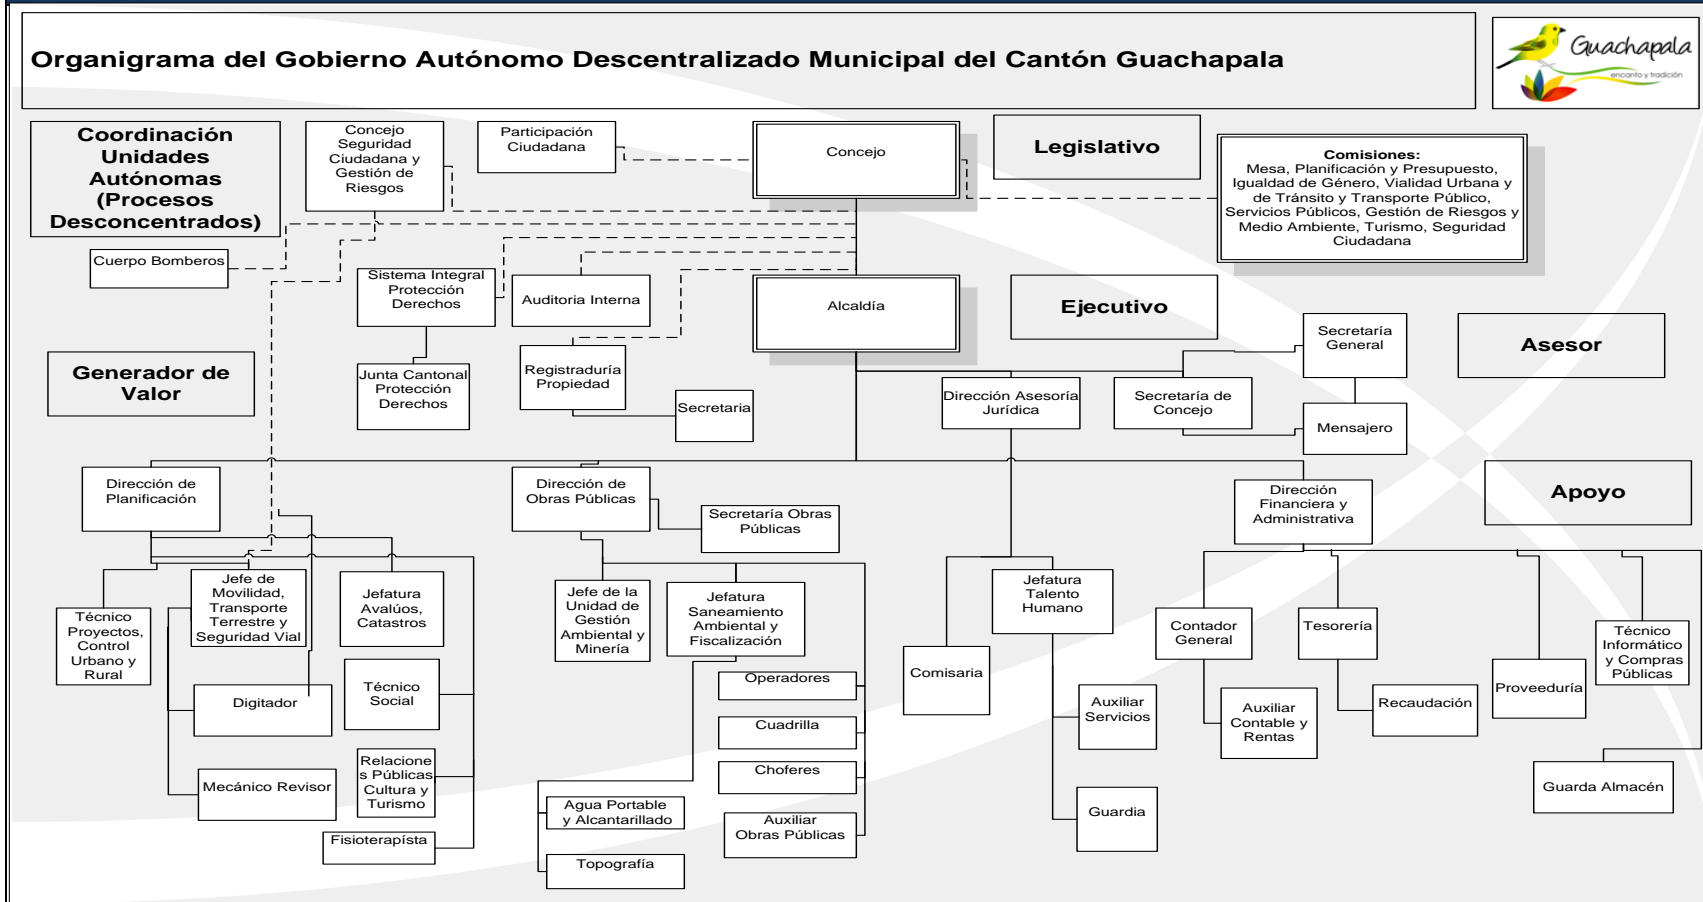 Organigrama del Gobierno Autónomo Descentralizado Municipal del Cantón Guachapala
Guachapala
encanto y tradición
Coordinación
Unidades
Autónomas
(Procesos
Desconcentrados)
Concejo
Seguridad
Ciudadana y
Gestión de
Riesgos
Participación
Ciudadana
Concejo
Legislativo
Comisiones:
Mesa, Planificación y Presupuesto,
Igualdad de Género, Vialidad Urbana y
de Tránsito y Transporte Público,
Servicios Públicos, Gestión de Riesgos y
Medio Ambiente, Turismo, Seguridad
Ciudadana
Cuerpo Bomberos
Sistema Integral
Protección
Derechos
Auditoria Interna
Alcaldía
Ejecutivo
Secretaría
General
Asesor
Generador de
Valor
Junta Cantonal
Protección
Derechos
Registraduría
Propiedad
Secretaria
Dirección Asesoría
Jurídica
Secretaría de
Concejo
Mensajero
Dirección de
Planificación
Dirección de
Obras Públicas
Secretaría Obras
Públicas
Dirección
Financiera y
Administrativa
Apoyo
Técnico
Proyectos,
Control
Urbano y
Rural
Jefe de
Movilidad,
Transporte
Terrestre y
Seguridad Vial
Jefatura
Avalúos,
Catastros
Jefe de la
Unidad de
Gestión
Ambiental y
Minería
Jefatura
Saneamiento
Ambiental y
Fiscalización
Jefatura
Talento
Humano
Contador
General
Tesorería
Técnico
Informático
y Compras
Públicas
Comisaria
Proveeduría
Digitador
Técnico
Social
Operadores
Auxiliar
Servicios
Auxiliar
Contable y
Rentas
Recaudación
Cuadrilla
Mecánico Revisor
Relacione
s Públicas
Cultura y
Turismo
Choferes
Guarda Almacén
Agua Portable
y Alcantarillado
Auxiliar
Obras Públicas
Guardia
Fisioterapísta
Topografía